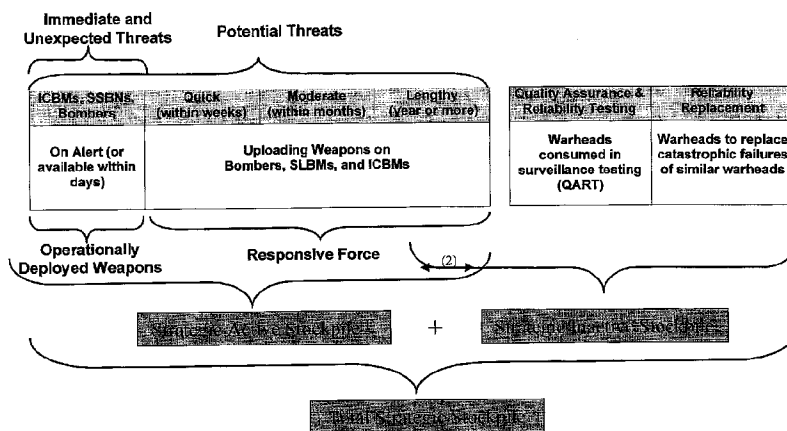 Immediate and
Unexpected Threats
Potential Threats
ICBMs, SSBNs,
Bombers
Quick
(within weeks)
Moderate
(within months)
Lengthy
(year or more)
Quality Assurance &
Reliability Testing
Reliability
Replacement
On Alert (or
available within
days)
Uploading Weapons on
Bombers, SLBMs, and ICBMs
Warheads
consumed in
surveillance testing
(QART)
Warheads to replace
catastrophic failures
of similar warheads
Operationally
Deployed Weapons
Responsive Force
(2)
Strategic Active Stockpile
+
Strategic Stockpile
Total Strategic Stockpile